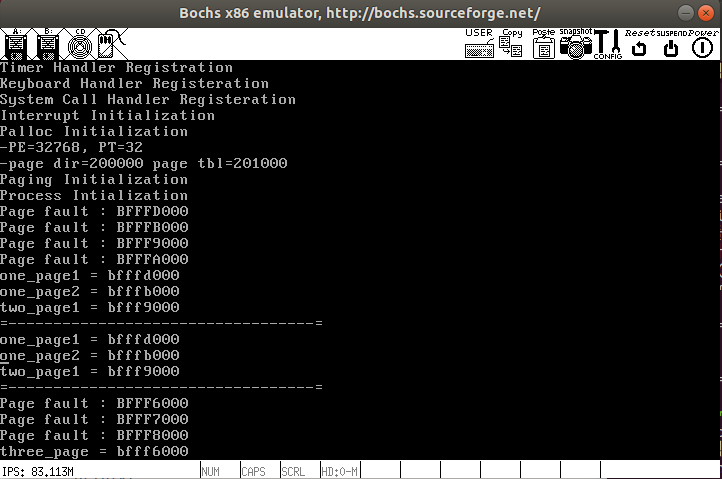 Bochs x86 emulator, http://bochs.sourceforge.net/
A: B: CD USER Copy Paste snapshot CONFIG Reset SUSPEND Power
Timer Handler Registration
Keyboard Handler Registeration
System Call Handler Registeration
Interrupt Initialization
Palloc Initialization
-PE=32768, PT=32
-page dir=200000 page tbl=201000
Paging Initialization
Process Intialization
Page fault : BFFFD000
Page fault : BFFFB000
Page fault : BFFF9000
Page fault : BFFFA000
one_page1 = bfffd000
one_page2 = bfffb000
two_page1 = bfff9000
=----------------------------------=
one_page1 = bfffd000
one_page2 = bfffb000
two_page1 = bfff9000
=----------------------------------=
Page fault : BFFF6000
Page fault : BFFF7000
Page fault : BFFF8000
three_page = bfff6000
IPS: 83.113M NUM CAPS SCRL HD:0-M